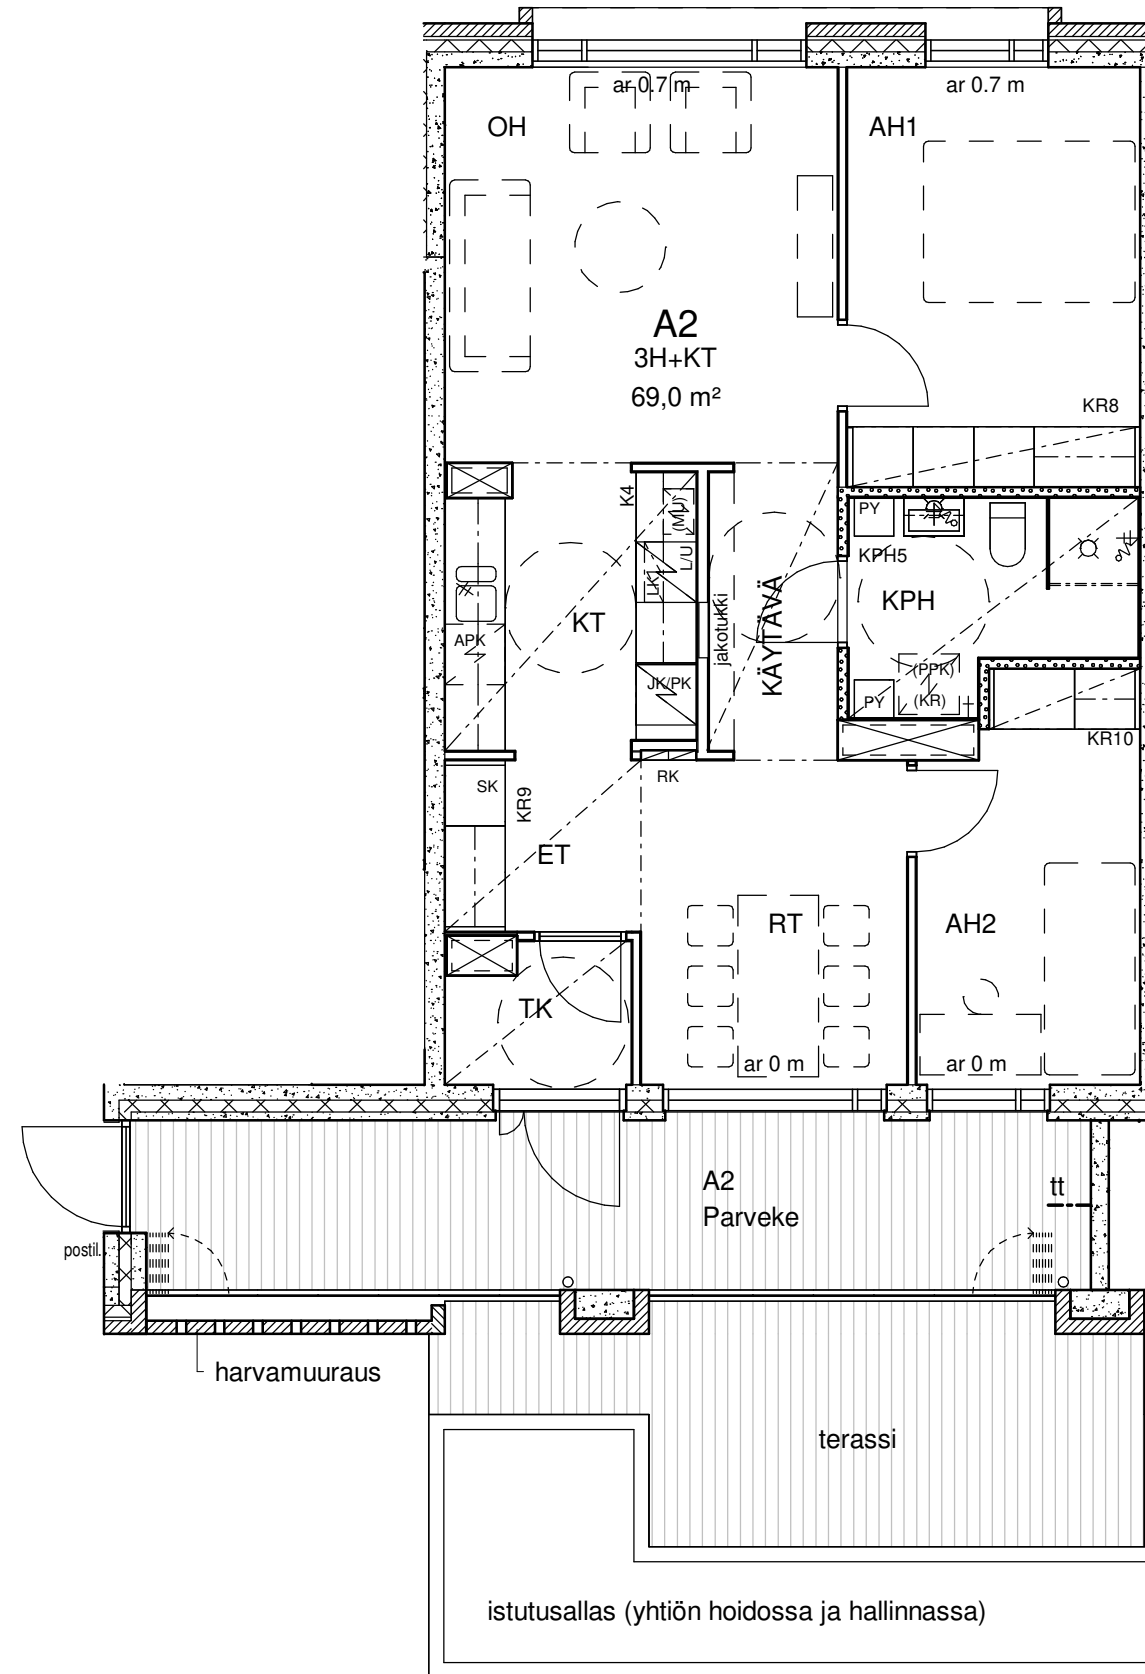 ar 0.7 m
ar 0.7 m
OH
AH1
A2
3H+KT
69,0 m²
KR8
K4
(MU)
L/U
LK
PY
KPH5
KPH
KT
APK
jakotukki
KÄYTÄVÄ
JK/PK
(PPK)
(KR)
PY
KR10
RK
SK
KR9
ET
RT
AH2
TK
ar 0 m
ar 0 m
A2
Parveke
tt
postil.
harvamuuraus
terassi
istutusallas (yhtiön hoidossa ja hallinnassa)